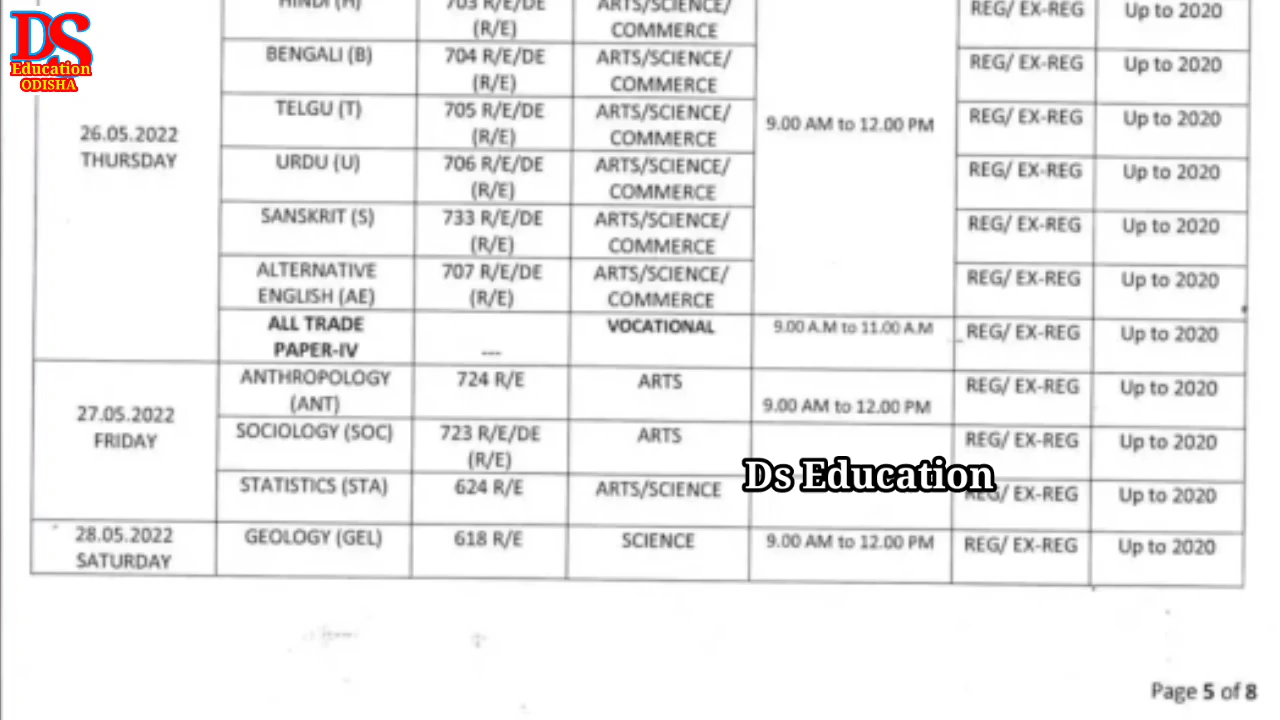 DS
Education
ODISHA
HINDI (H) 703 R/E/DE ARTS/SCIENCE/ REG/ EX-REG Up to 2020
(R/E) COMMERCE
BENGALI (B) 704 R/E/DE ARTS/SCIENCE/ REG/ EX-REG Up to 2020
(R/E) COMMERCE
26.05.2022 TELGU (T) 705 R/E/DE ARTS/SCIENCE/ 9.00 AM to 12.00 PM REG/ EX-REG Up to 2020
THURSDAY (R/E) COMMERCE
URDU (U) 706 R/E/DE ARTS/SCIENCE/ REG/ EX-REG Up to 2020
(R/E) COMMERCE
SANSKRIT (S) 733 R/E/DE ARTS/SCIENCE/ REG/ EX-REG Up to 2020
(R/E) COMMERCE
ALTERNATIVE 707 R/E/DE ARTS/SCIENCE/ REG/ EX-REG Up to 2020
ENGLISH (AE) (R/E) COMMERCE
ALL TRADE VOCATIONAL 9.00 A.M to 11.00 A.M REG/ EX-REG Up to 2020
PAPER-IV ---
ANTHROPOLOGY 724 R/E ARTS REG/ EX-REG Up to 2020
27.05.2022 (ANT) 9.00 AM to 12.00 PM
FRIDAY SOCIOLOGY (SOC) 723 R/E/DE ARTS REG/ EX-REG Up to 2020
(R/E)
Ds Education
STATISTICS (STA) 624 R/E ARTS/SCIENCE REG/ EX-REG Up to 2020
28.05.2022 GEOLOGY (GEL) 618 R/E SCIENCE 9.00 AM to 12.00 PM REG/ EX-REG Up to 2020
SATURDAY
Page 5 of 8